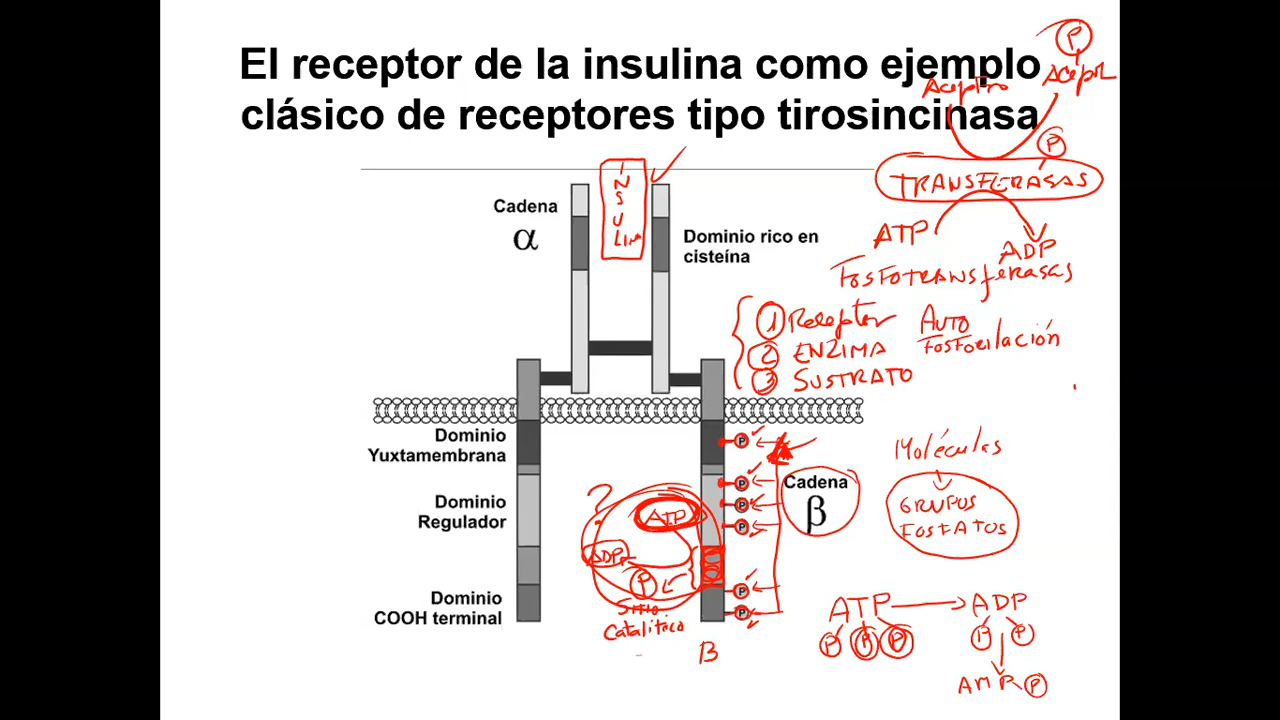 El receptor de la insulina como ejemplo
clásico de receptores tipo tirosincinasa
P
Aceptor
Aceptor
P
TRANSFERASAS
ATP
ADP
FOSFOTRANSFERASAS
INSULINA
Cadena
α
Dominio rico en
cisteína
1 Receptor
2 ENZIMA
3 SUSTRATO
AUTO
FOSFORILACIÓN
Dominio
Yuxtamembrana
Dominio
Regulador
Dominio
COOH terminal
P
P
P
P
P
P
Cadena
β
?
ATP
ADP
P
Sitio
Catalítico
B
Moléculas
GRUPOS
FOSFATOS
ATP
ADP
P P P
P P
AMP P